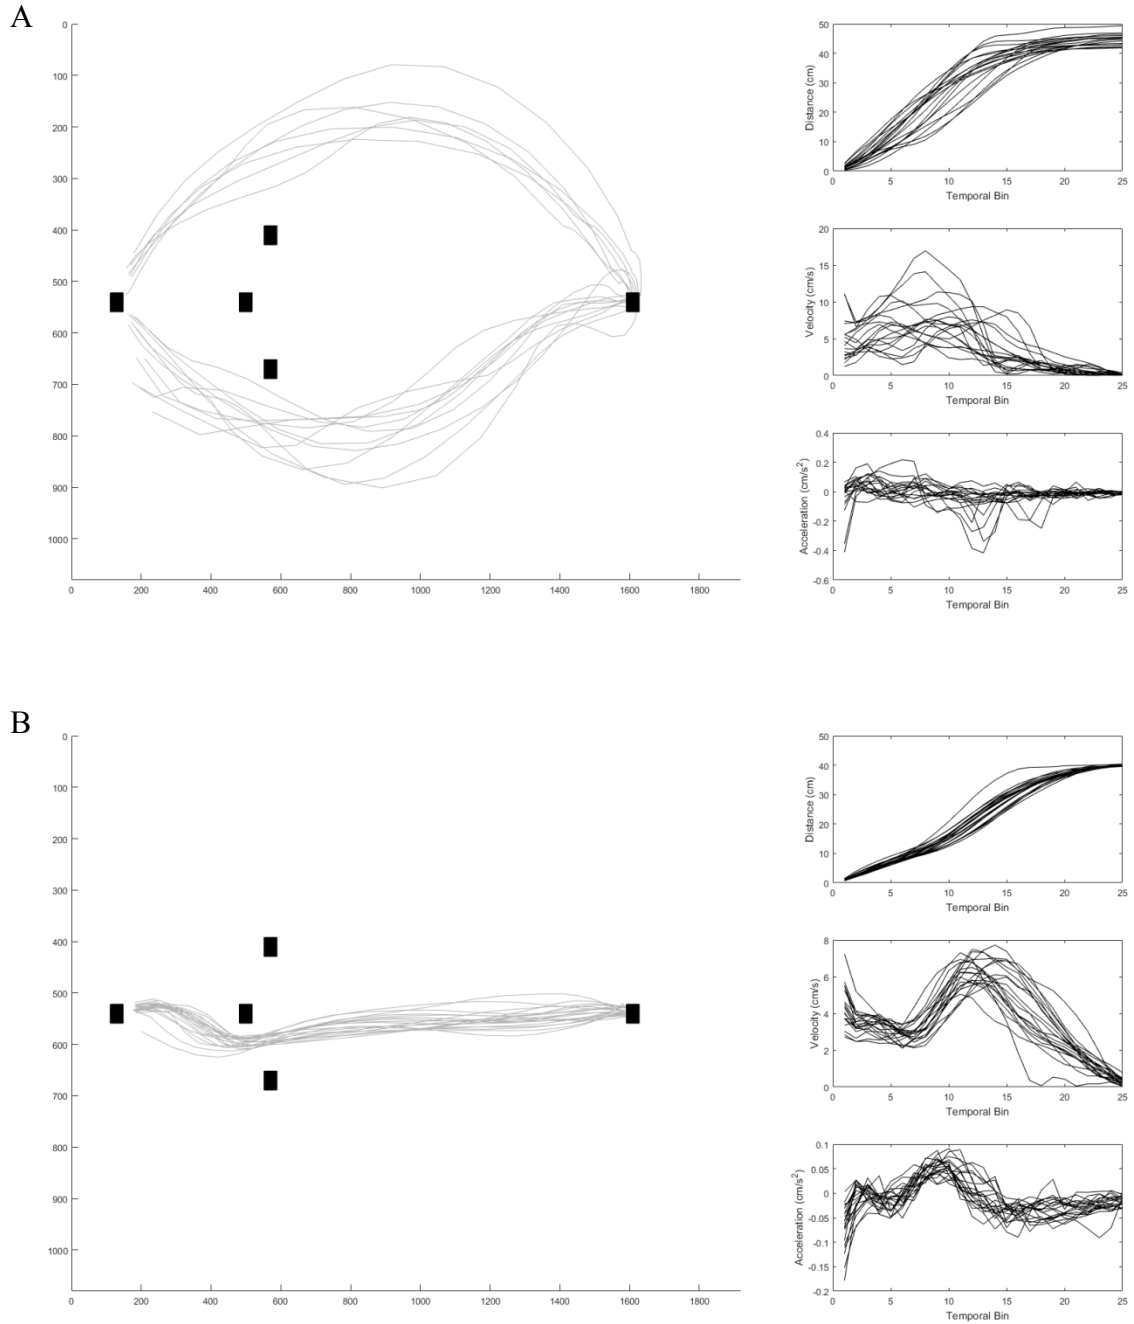 A
0
100
200
300
400
500
600
700
800
900
1000
0 200 400 600 800 1000 1200 1400 1600 1800
50
40
30
20
10
0
Distance (cm)
0 5 10 15 20 25
Temporal Bin
20
15
10
5
0
Velocity (cm/s)
0 5 10 15 20 25
Temporal Bin
0.4
0.2
0
-0.2
-0.4
-0.6
Acceleration (cm/s²)
0 5 10 15 20 25
Temporal Bin
B
0
100
200
300
400
500
600
700
800
900
1000
0 200 400 600 800 1000 1200 1400 1600 1800
50
40
30
20
10
0
Distance (cm)
0 5 10 15 20 25
Temporal Bin
8
6
4
2
0
Velocity (cm/s)
0 5 10 15 20 25
Temporal Bin
0.1
0.05
0
-0.05
-0.1
-0.15
-0.2
Acceleration (cm/s²)
0 5 10 15 20 25
Temporal Bin